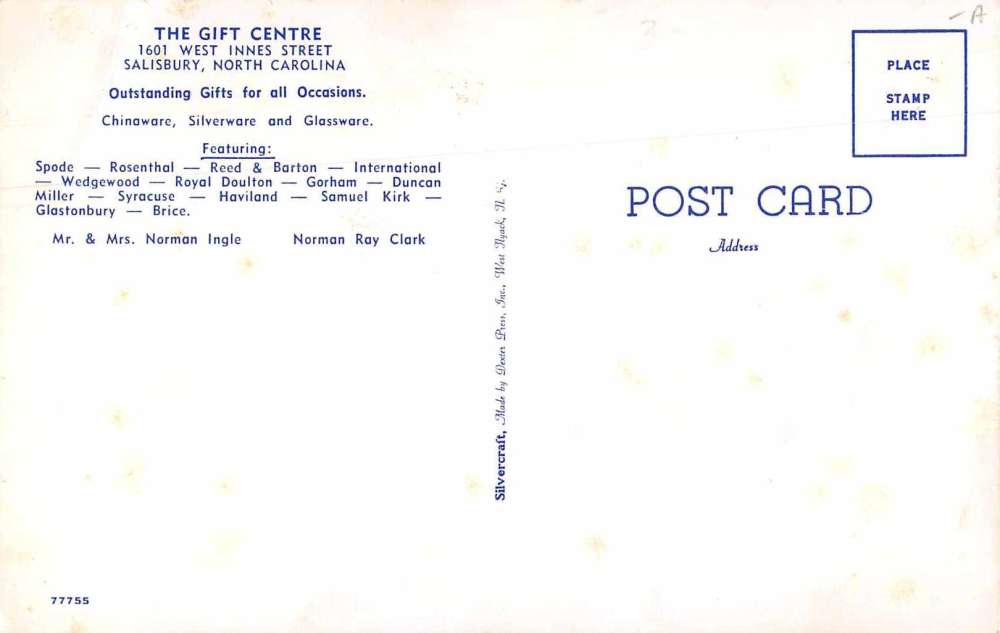 THE GIFT CENTRE
1601 WEST INNES STREET
SALISBURY, NORTH CAROLINA
Outstanding Gifts for all Occasions.
Chinaware, Silverware and Glassware.
Featuring:
Spode — Rosenthal — Reed & Barton — International
— Wedgewood — Royal Doulton — Gorham — Duncan
Miller — Syracuse — Haviland — Samuel Kirk —
Glastonbury — Brice.
Mr. & Mrs. Norman Ingle Norman Ray Clark
77755
Silvercraft, Made by Dexter Press, Inc., West Nyack, N. Y.
A
PLACE
STAMP
HERE
POST CARD
Address